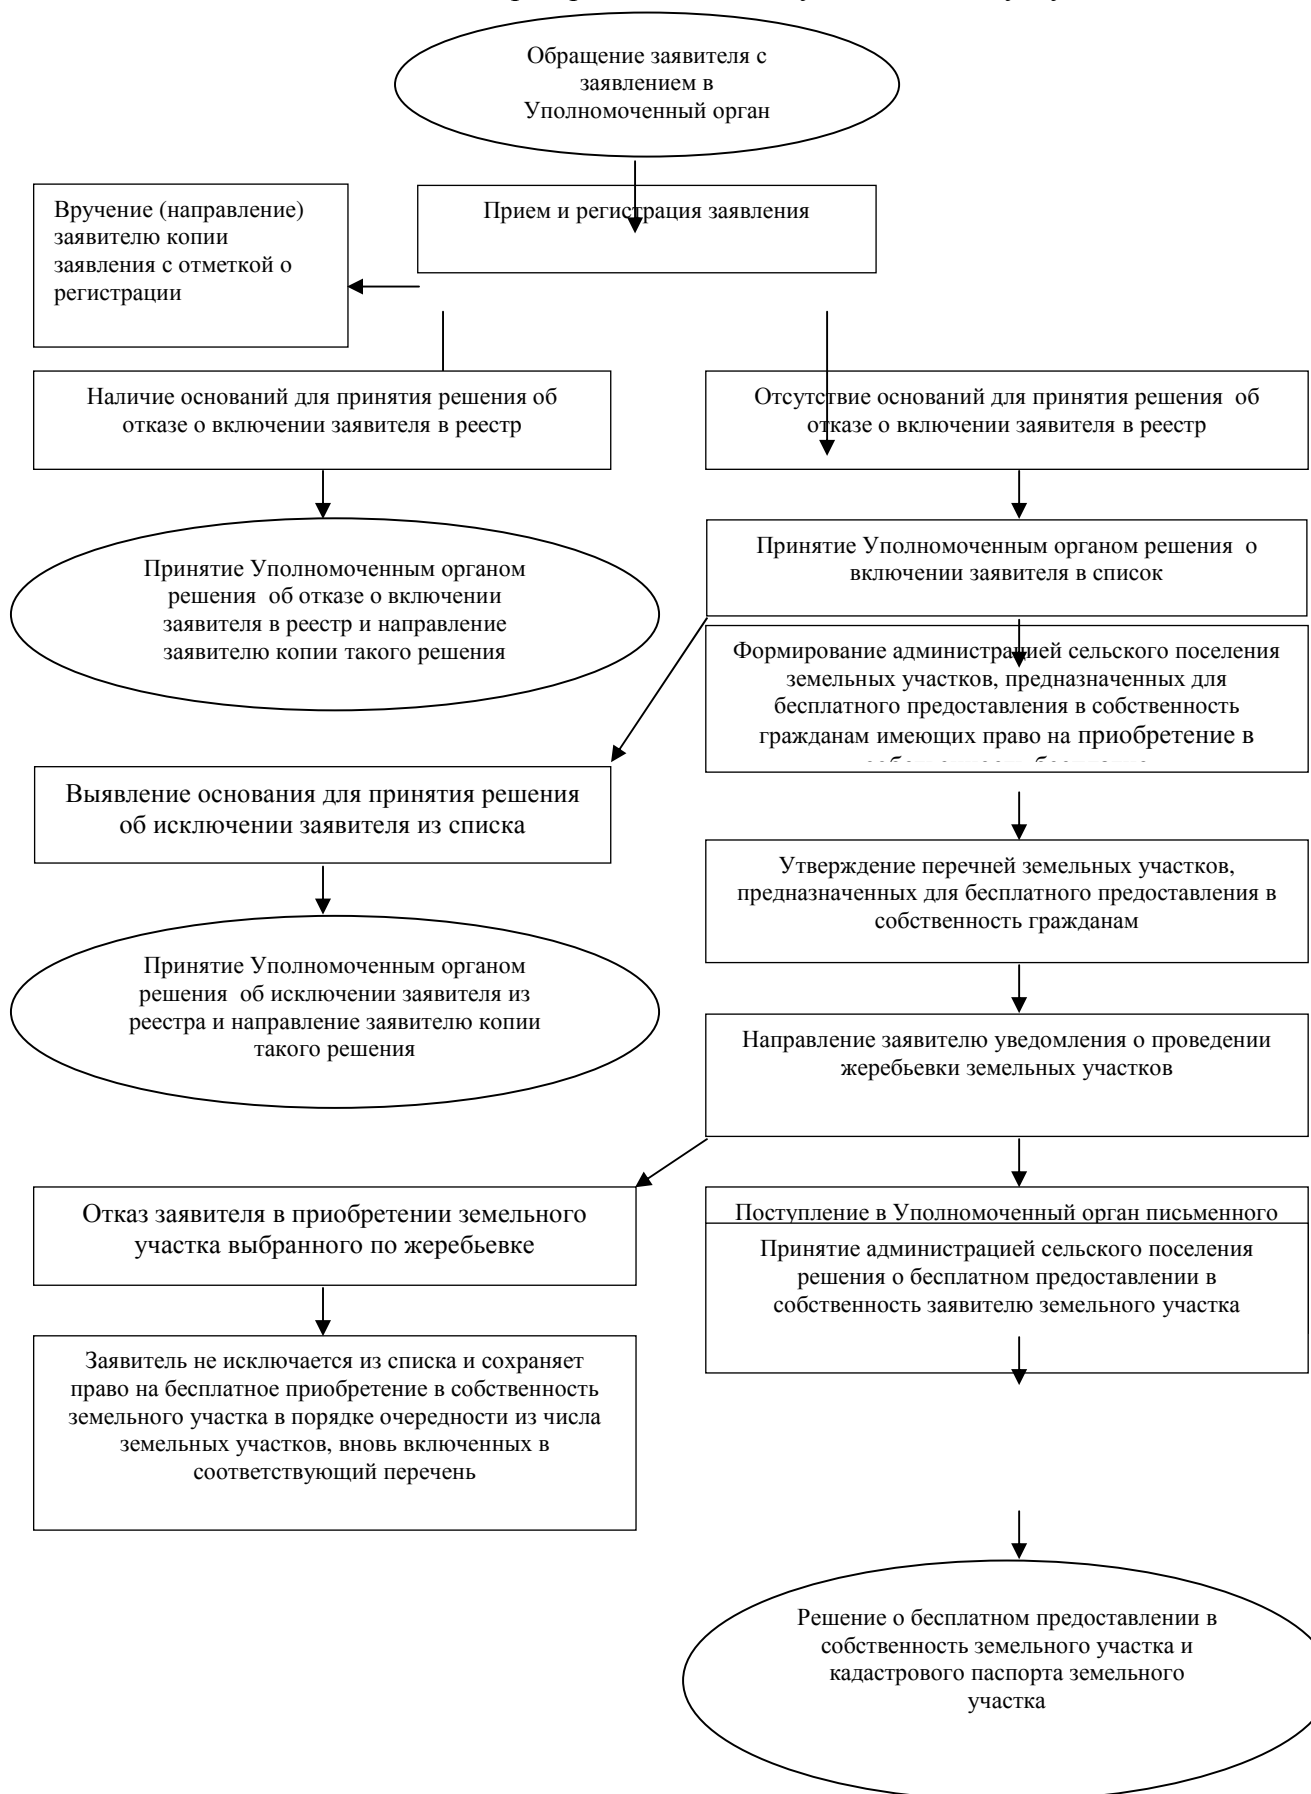 Обращение заявителя с
заявлением в
Уполномоченный орган
Вручение (направление)
заявителю копии
заявления с отметкой о
регистрации
Прием и регистрация заявления
Наличие оснований для принятия решения об
отказе о включении заявителя в реестр
Отсутствие оснований для принятия решения  об
отказе о включении заявителя в реестр
Принятие Уполномоченным органом
решения  об отказе о включении
заявителя в реестр и направление
заявителю копии такого решения
Принятие Уполномоченным органом решения  о
включении заявителя в список
Формирование администрацией сельского поселения
земельных участков, предназначенных для
бесплатного предоставления в собственность
гражданам имеющих право на приобретение в
Выявление основания для принятия решения
об исключении заявителя из списка
Утверждение перечней земельных участков,
предназначенных для бесплатного предоставления в
собственность гражданам
Принятие Уполномоченным органом
решения  об исключении заявителя из
реестра и направление заявителю копии
такого решения
Направление заявителю уведомления о проведении
жеребьевки земельных участков
Отказ заявителя в приобретении земельного
участка выбранного по жеребьевке
Поступление в Уполномоченный орган письменного
Принятие администрацией сельского поселения
решения о бесплатном предоставлении в
собственность заявителю земельного участка
Заявитель не исключается из списка и сохраняет
право на бесплатное приобретение в собственность
земельного участка в порядке очередности из числа
земельных участков, вновь включенных в
соответствующий перечень
Решение о бесплатном предоставлении в
собственность земельного участка и
кадастрового паспорта земельного
участка